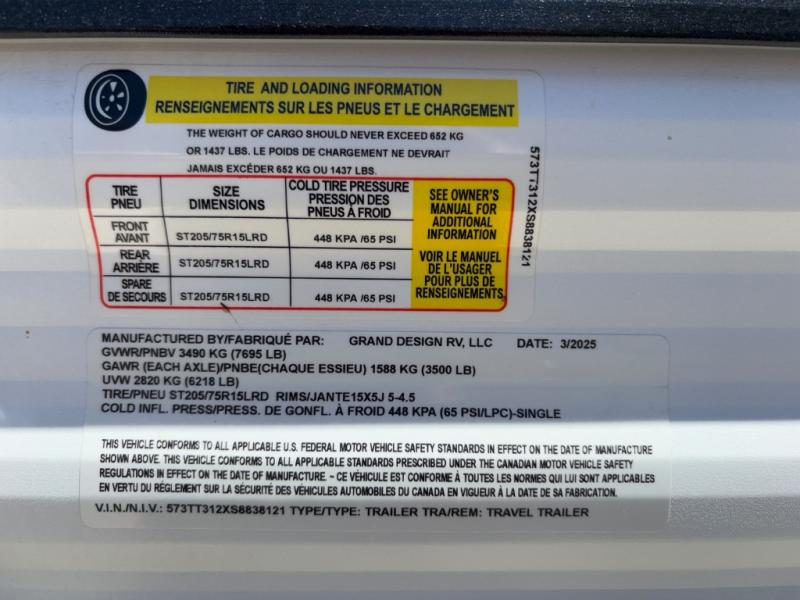 TIRE AND LOADING INFORMATION
RENSEIGNEMENTS SUR LES PNEUS ET LE CHARGEMENT
THE WEIGHT OF CARGO SHOULD NEVER EXCEED 652 KG
OR 1437 LBS. LE POIDS DE CHARGEMENT NE DEVRAIT
JAMAIS EXCÉDER 652 KG OU 1437 LBS.
TIRE
PNEU
SIZE
DIMENSIONS
COLD TIRE PRESSURE
PRESSION DES
PNEUS À FROID
FRONT
AVANT
ST205/75R15LRD
448 KPA /65 PSI
REAR
ARRIÈRE
ST205/75R15LRD
448 KPA /65 PSI
SPARE
DE SECOURS
ST205/75R15LRD
448 KPA /65 PSI
SEE OWNER'S
MANUAL FOR
ADDITIONAL
INFORMATION
VOIR LE MANUEL
DE L'USAGER
POUR PLUS DE
RENSEIGNEMENTS
573TT312XS8838121
MANUFACTURED BY/FABRIQUÉ PAR: GRAND DESIGN RV, LLC DATE: 3/2025
GVWR/PNBV 3490 KG (7695 LB)
GAWR (EACH AXLE)/PNBE(CHAQUE ESSIEU) 1588 KG (3500 LB)
UVW 2820 KG (6218 LB)
TIRE/PNEU ST205/75R15LRD RIMS/JANTE15X5J 5-4.5
COLD INFL. PRESS/PRESS. DE GONFL. À FROID 448 KPA (65 PSI/LPC)-SINGLE
THIS VEHICLE CONFORMS TO ALL APPLICABLE U.S. FEDERAL MOTOR VEHICLE SAFETY STANDARDS IN EFFECT ON THE DATE OF MANUFACTURE
SHOWN ABOVE. THIS VEHICLE CONFORMS TO ALL APPLICABLE STANDARDS PRESCRIBED UNDER THE CANADIAN MOTOR VEHICLE SAFETY
REGULATIONS IN EFFECT ON THE DATE OF MANUFACTURE. – CE VÉHICULE EST CONFORME À TOUTES LES NORMES QUI LUI SONT APPLICABLES
EN VERTU DU RÉGLEMENT SUR LA SÉCURITÉ DES VÉHICULES AUTOMOBILES DU CANADA EN VIGUEUR À LA DATE DE SA FABRICATION.
V.I.N./N.I.V.: 573TT312XS8838121 TYPE/TYPE: TRAILER TRA/REM: TRAVEL TRAILER